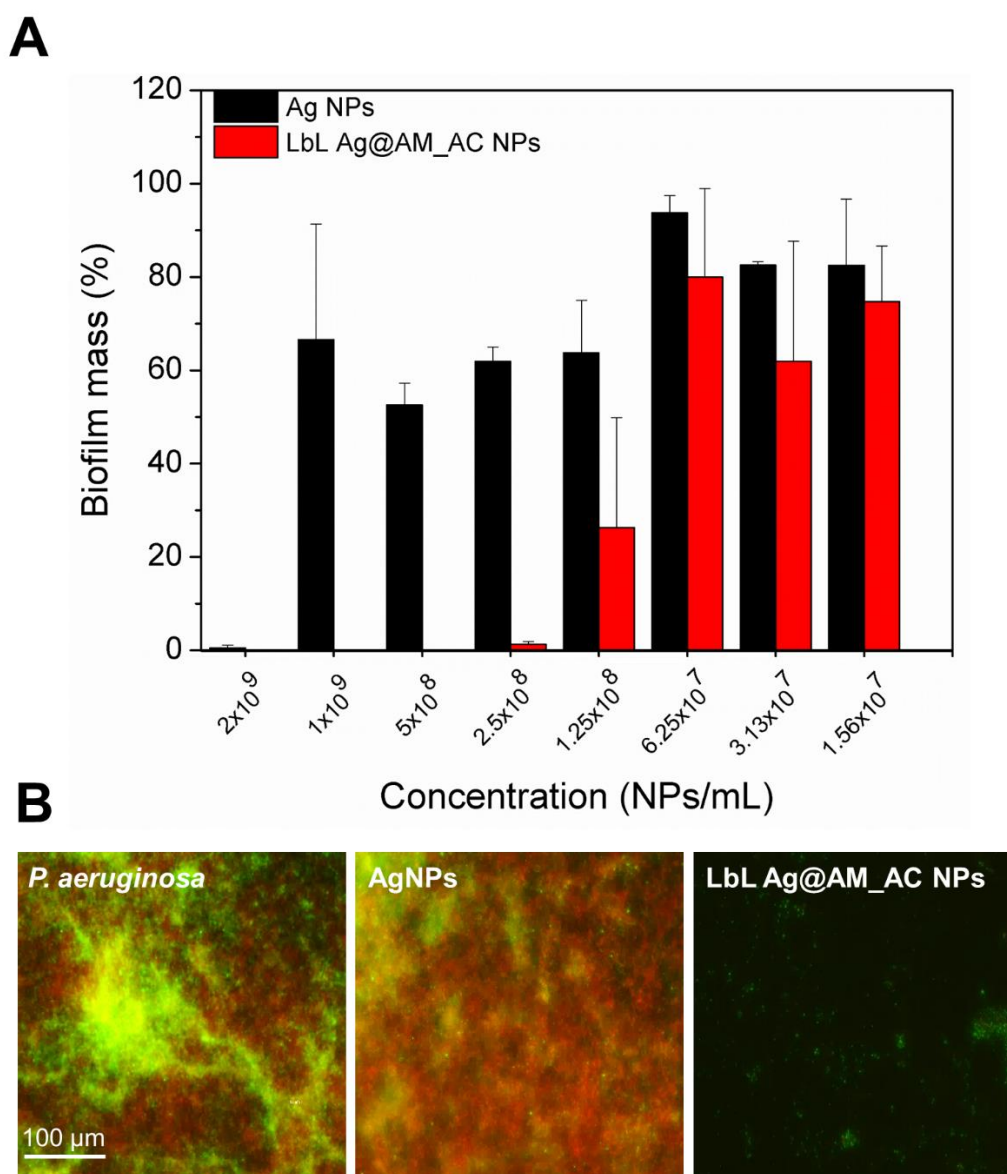 A
120
100
80
60
40
20
0
Biofilm mass (%)
Ag NPs
LbL Ag@AM_AC NPs
2x10^9
1x10^9
5x10^8
2.5x10^8
1.25x10^8
6.25x10^7
3.13x10^7
1.56x10^7
Concentration (NPs/mL)
B
P. aeruginosa
AgNPs
LbL Ag@AM_AC NPs
100 µm